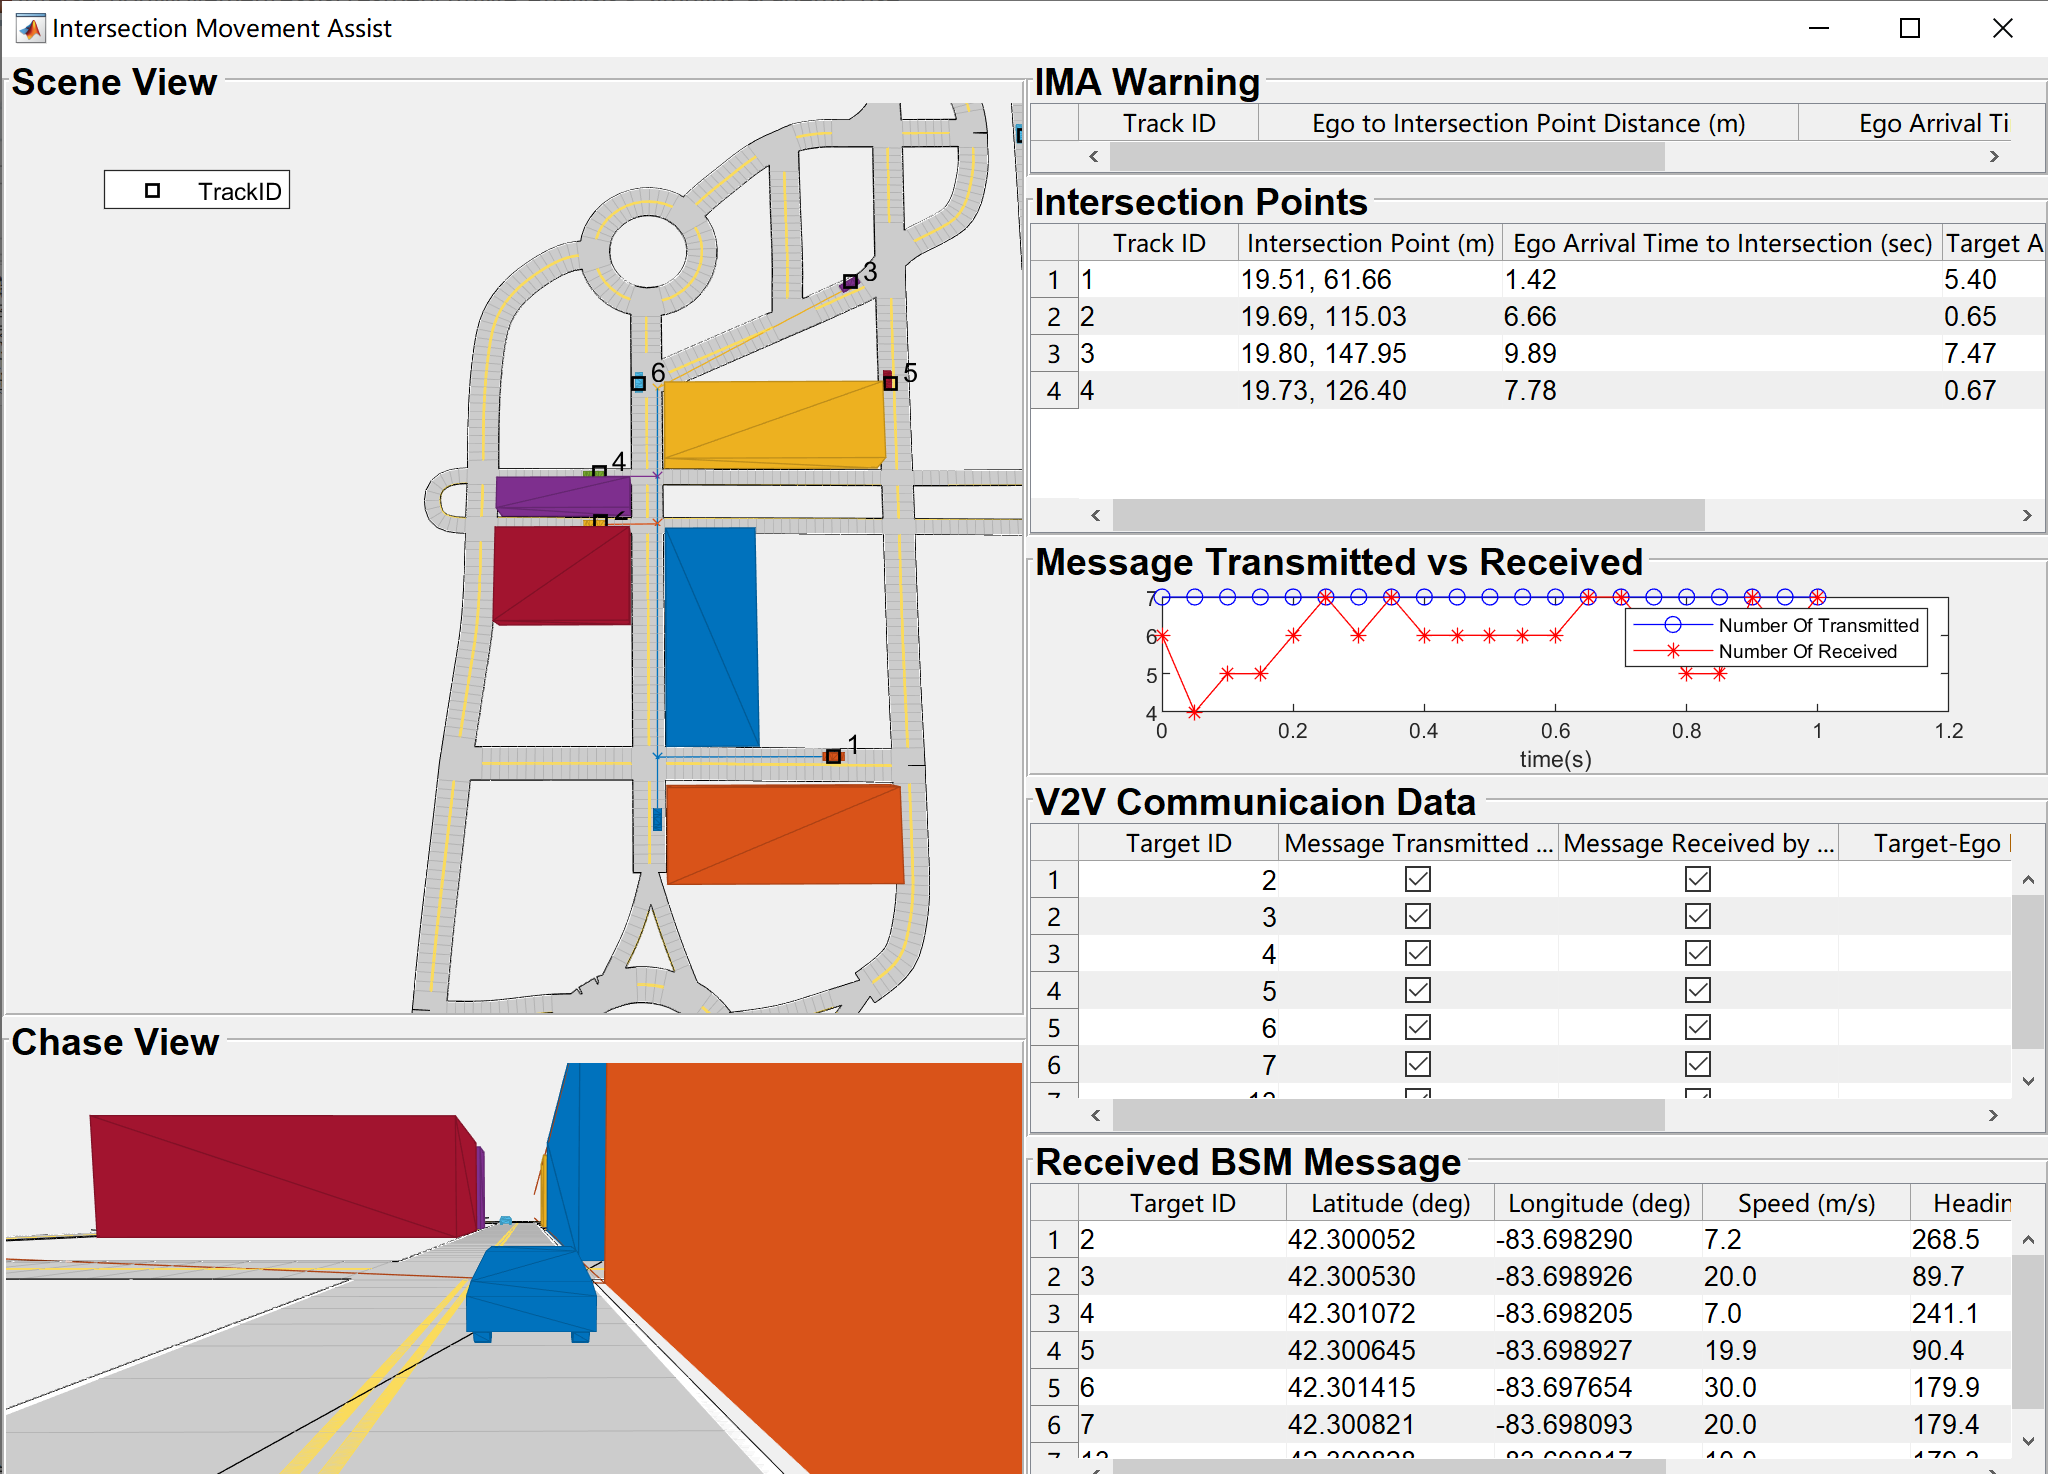 Intersection Movement Assist
Scene View
TrackID
3
6
5
4
2
1
Chase View
IMA Warning
Track ID Ego to Intersection Point Distance (m) Ego Arrival Ti
Intersection Points
Track ID Intersection Point (m) Ego Arrival Time to Intersection (sec) Target A
1 1 19.51, 61.66 1.42 5.40
2 2 19.69, 115.03 6.66 0.65
3 3 19.80, 147.95 9.89 7.47
4 4 19.73, 126.40 7.78 0.67
Message Transmitted vs Received
7
6
5
4
Number Of Transmitted
Number Of Received
0 0.2 0.4 0.6 0.8 1 1.2
time(s)
V2V Communicaion Data
Target ID Message Transmitted ... Message Received by ... Target-Ego
1 2
2 3
3 4
4 5
5 6
6 7
7 12
Received BSM Message
Target ID Latitude (deg) Longitude (deg) Speed (m/s) Headin
1 2 42.300052 -83.698290 7.2 268.5
2 3 42.300530 -83.698926 20.0 89.7
3 4 42.301072 -83.698205 7.0 241.1
4 5 42.300645 -83.698927 19.9 90.4
5 6 42.301415 -83.697654 30.0 179.9
6 7 42.300821 -83.698093 20.0 179.4